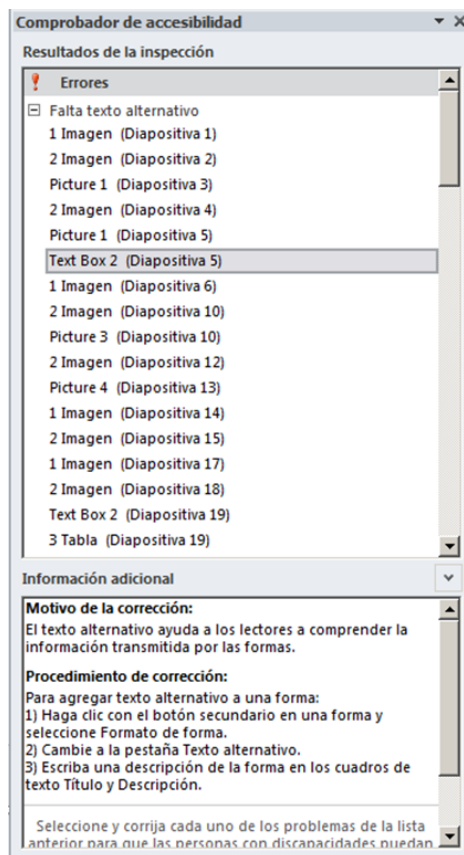 Comprobador de accesibilidad
Resultados de la inspección
Errores
Falta texto alternativo
1 Imagen (Diapositiva 1)
2 Imagen (Diapositiva 2)
Picture 1 (Diapositiva 3)
2 Imagen (Diapositiva 4)
Picture 1 (Diapositiva 5)
Text Box 2 (Diapositiva 5)
1 Imagen (Diapositiva 6)
2 Imagen (Diapositiva 10)
Picture 3 (Diapositiva 10)
2 Imagen (Diapositiva 12)
Picture 4 (Diapositiva 13)
1 Imagen (Diapositiva 14)
2 Imagen (Diapositiva 15)
1 Imagen (Diapositiva 17)
2 Imagen (Diapositiva 18)
Text Box 2 (Diapositiva 19)
3 Tabla (Diapositiva 19)
Información adicional
Motivo de la corrección:
El texto alternativo ayuda a los lectores a comprender la
información transmitida por las formas.
Procedimiento de corrección:
Para agregar texto alternativo a una forma:
1) Haga clic con el botón secundario en una forma y
seleccione Formato de forma.
2) Cambie a la pestaña Texto alternativo.
3) Escriba una descripción de la forma en los cuadros de
texto Título y Descripción.
Seleccione y corrija cada uno de los problemas de la lista
anterior para que las personas con discapacidades puedan